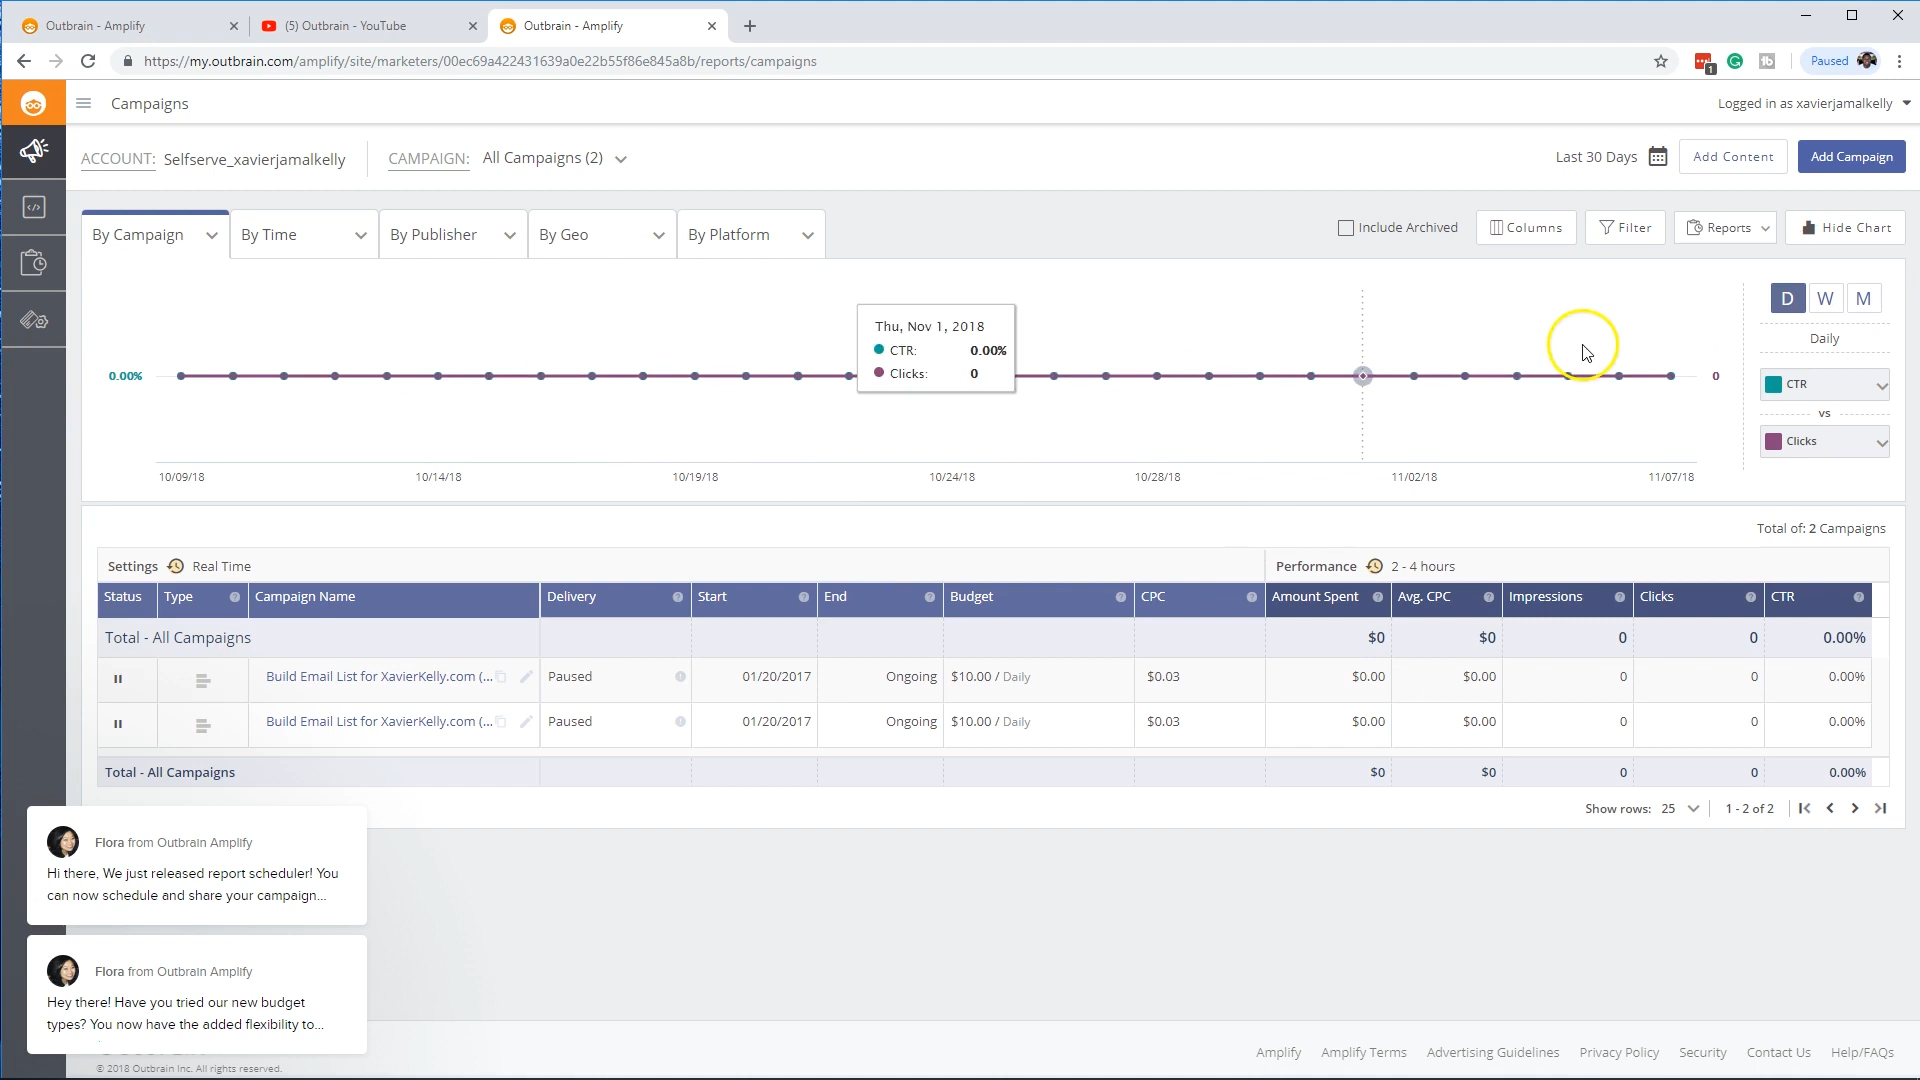 Outbrain - Amplify
(5) Outbrain - YouTube
Outbrain - Amplify
https://my.outbrain.com/amplify/site/marketers/00ec69a422431639a0e22b55f86e845a8b/reports/campaigns
1
Paused
Campaigns
Logged in as xavierjamalkelly
ACCOUNT: Selfserve_xavierjamalkelly
CAMPAIGN: All Campaigns (2)
Last 30 Days
Add Content
Add Campaign
By Campaign
By Time
By Publisher
By Geo
By Platform
Include Archived
Columns
Filter
Reports
Hide Chart
Thu, Nov 1, 2018
CTR: 0.00%
Clicks: 0
0.00%
0
10/09/18 10/14/18 10/19/18 10/24/18 10/28/18 11/02/18 11/07/18
D W M
Daily
CTR
vs
Clicks
Total of: 2 Campaigns
Settings Real Time
Performance 2 - 4 hours
Status Type Campaign Name Delivery Start End Budget CPC Amount Spent Avg. CPC Impressions Clicks CTR
Total - All Campaigns $0 $0 0 0 0.00%
Build Email List for XavierKelly.com (... Paused 01/20/2017 Ongoing $10.00 / Daily $0.03 $0.00 $0.00 0 0 0.00%
Build Email List for XavierKelly.com (... Paused 01/20/2017 Ongoing $10.00 / Daily $0.03 $0.00 $0.00 0 0 0.00%
Total - All Campaigns $0 $0 0 0 0.00%
Show rows: 25 1 - 2 of 2
Flora from Outbrain Amplify
Hi there, We just released report scheduler! You
can now schedule and share your campaign...
Flora from Outbrain Amplify
Hey there! Have you tried our new budget
types? You now have the added flexibility to...
Amplify Amplify Terms Advertising Guidelines Privacy Policy Security Contact Us Help/FAQs
© 2018 Outbrain Inc. All rights reserved.